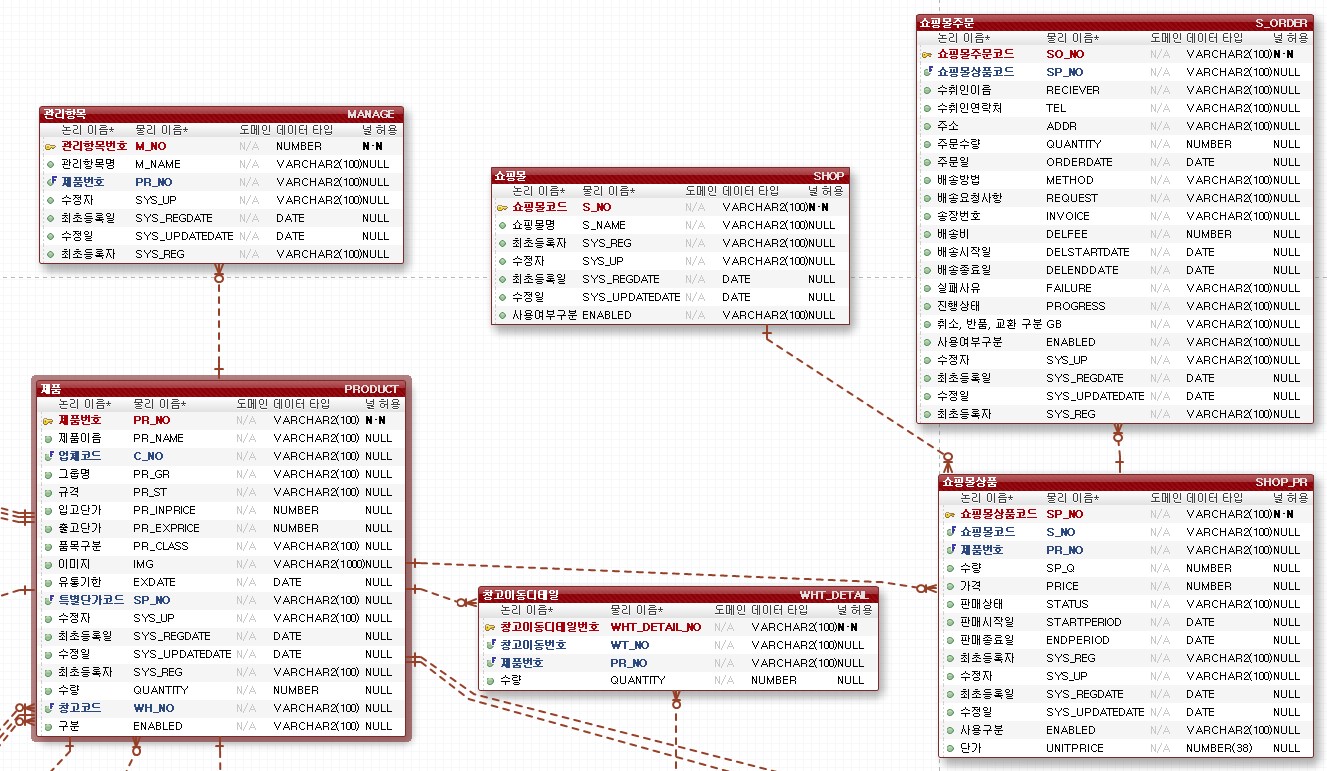 관리항목 MANAGE
논리 이름* 물리 이름* 도메인 데이터 타입 널 허용
관리항목번호 M_NO N/A NUMBER N-N
관리항목명 M_NAME N/A VARCHAR2(100) NULL
제품번호 PR_NO N/A VARCHAR2(100) NULL
수정자 SYS_UP N/A VARCHAR2(100) NULL
최초등록일 SYS_REGDATE N/A DATE NULL
수정일 SYS_UPDATEDATE N/A DATE NULL
최초등록자 SYS_REG N/A VARCHAR2(100) NULL
쇼핑몰 SHOP
논리 이름* 물리 이름* 도메인 데이터 타입 널 허용
쇼핑몰코드 S_NO N/A VARCHAR2(100) N-N
쇼핑몰명 S_NAME N/A VARCHAR2(100) NULL
최초등록자 SYS_REG N/A VARCHAR2(100) NULL
수정자 SYS_UP N/A VARCHAR2(100) NULL
최초등록일 SYS_REGDATE N/A DATE NULL
수정일 SYS_UPDATEDATE N/A DATE NULL
사용여부구분 ENABLED N/A VARCHAR2(100) NULL
쇼핑몰주문 S_ORDER
논리 이름* 물리 이름* 도메인 데이터 타입 널 허용
쇼핑몰주문코드 SO_NO N/A VARCHAR2(100) N-N
쇼핑몰상품코드 SP_NO N/A VARCHAR2(100) NULL
수취인이름 RECIEVER N/A VARCHAR2(100) NULL
수취인연락처 TEL N/A VARCHAR2(100) NULL
주소 ADDR N/A VARCHAR2(100) NULL
주문수량 QUANTITY N/A NUMBER NULL
주문일 ORDERDATE N/A DATE NULL
배송방법 METHOD N/A VARCHAR2(100) NULL
배송요청사항 REQUEST N/A VARCHAR2(100) NULL
송장번호 INVOICE N/A VARCHAR2(100) NULL
배송비 DELFEE N/A NUMBER NULL
배송시작일 DELSTARTDATE N/A DATE NULL
배송종료일 DELENDDATE N/A DATE NULL
실패사유 FAILURE N/A VARCHAR2(100) NULL
진행상태 PROGRESS N/A VARCHAR2(100) NULL
취소, 반품, 교환 구분 GB N/A VARCHAR2(100) NULL
사용여부구분 ENABLED N/A VARCHAR2(100) NULL
수정자 SYS_UP N/A VARCHAR2(100) NULL
최초등록일 SYS_REGDATE N/A DATE NULL
수정일 SYS_UPDATEDATE N/A DATE NULL
최초등록자 SYS_REG N/A VARCHAR2(100) NULL
제품 PRODUCT
논리 이름* 물리 이름* 도메인 데이터 타입 널 허용
제품번호 PR_NO N/A VARCHAR2(100) N-N
제품이름 PR_NAME N/A VARCHAR2(100) NULL
업체코드 C_NO N/A VARCHAR2(100) NULL
그룹명 PR_GR N/A VARCHAR2(100) NULL
규격 PR_ST N/A VARCHAR2(100) NULL
입고단가 PR_INPRICE N/A NUMBER NULL
출고단가 PR_EXPRICE N/A NUMBER NULL
품목구분 PR_CLASS N/A VARCHAR2(100) NULL
이미지 IMG N/A VARCHAR2(1000) NULL
유통기한 EXDATE N/A DATE NULL
특별단가코드 SP_NO N/A VARCHAR2(100) NULL
수정자 SYS_UP N/A VARCHAR2(100) NULL
최초등록일 SYS_REGDATE N/A DATE NULL
수정일 SYS_UPDATEDATE N/A DATE NULL
최초등록자 SYS_REG N/A VARCHAR2(100) NULL
수량 QUANTITY N/A NUMBER NULL
창고코드 WH_NO N/A VARCHAR2(100) NULL
구분 ENABLED N/A VARCHAR2(100) NULL
창고이동디테일 WHT_DETAIL
논리 이름* 물리 이름* 도메인 데이터 타입 널 허용
창고이동디테일번호 WHT_DETAIL_NO N/A VARCHAR2(100) N-N
창고이동번호 WT_NO N/A VARCHAR2(100) NULL
제품번호 PR_NO N/A VARCHAR2(100) NULL
수량 QUANTITY N/A NUMBER NULL
쇼핑몰상품 SHOP_PR
논리 이름* 물리 이름* 도메인 데이터 타입 널 허용
쇼핑몰상품코드 SP_NO N/A VARCHAR2(100) N-N
쇼핑몰코드 S_NO N/A VARCHAR2(100) NULL
제품번호 PR_NO N/A VARCHAR2(100) NULL
수량 SP_Q N/A NUMBER NULL
가격 PRICE N/A NUMBER NULL
판매상태 STATUS N/A VARCHAR2(100) NULL
판매시작일 STARTPERIOD N/A DATE NULL
판매종료일 ENDPERIOD N/A DATE NULL
최초등록자 SYS_REG N/A VARCHAR2(100) NULL
수정자 SYS_UP N/A VARCHAR2(100) NULL
최초등록일 SYS_REGDATE N/A DATE NULL
수정일 SYS_UPDATEDATE N/A DATE NULL
사용구분 ENABLED N/A VARCHAR2(100) NULL
단가 UNITPRICE N/A NUMBER(38) NULL